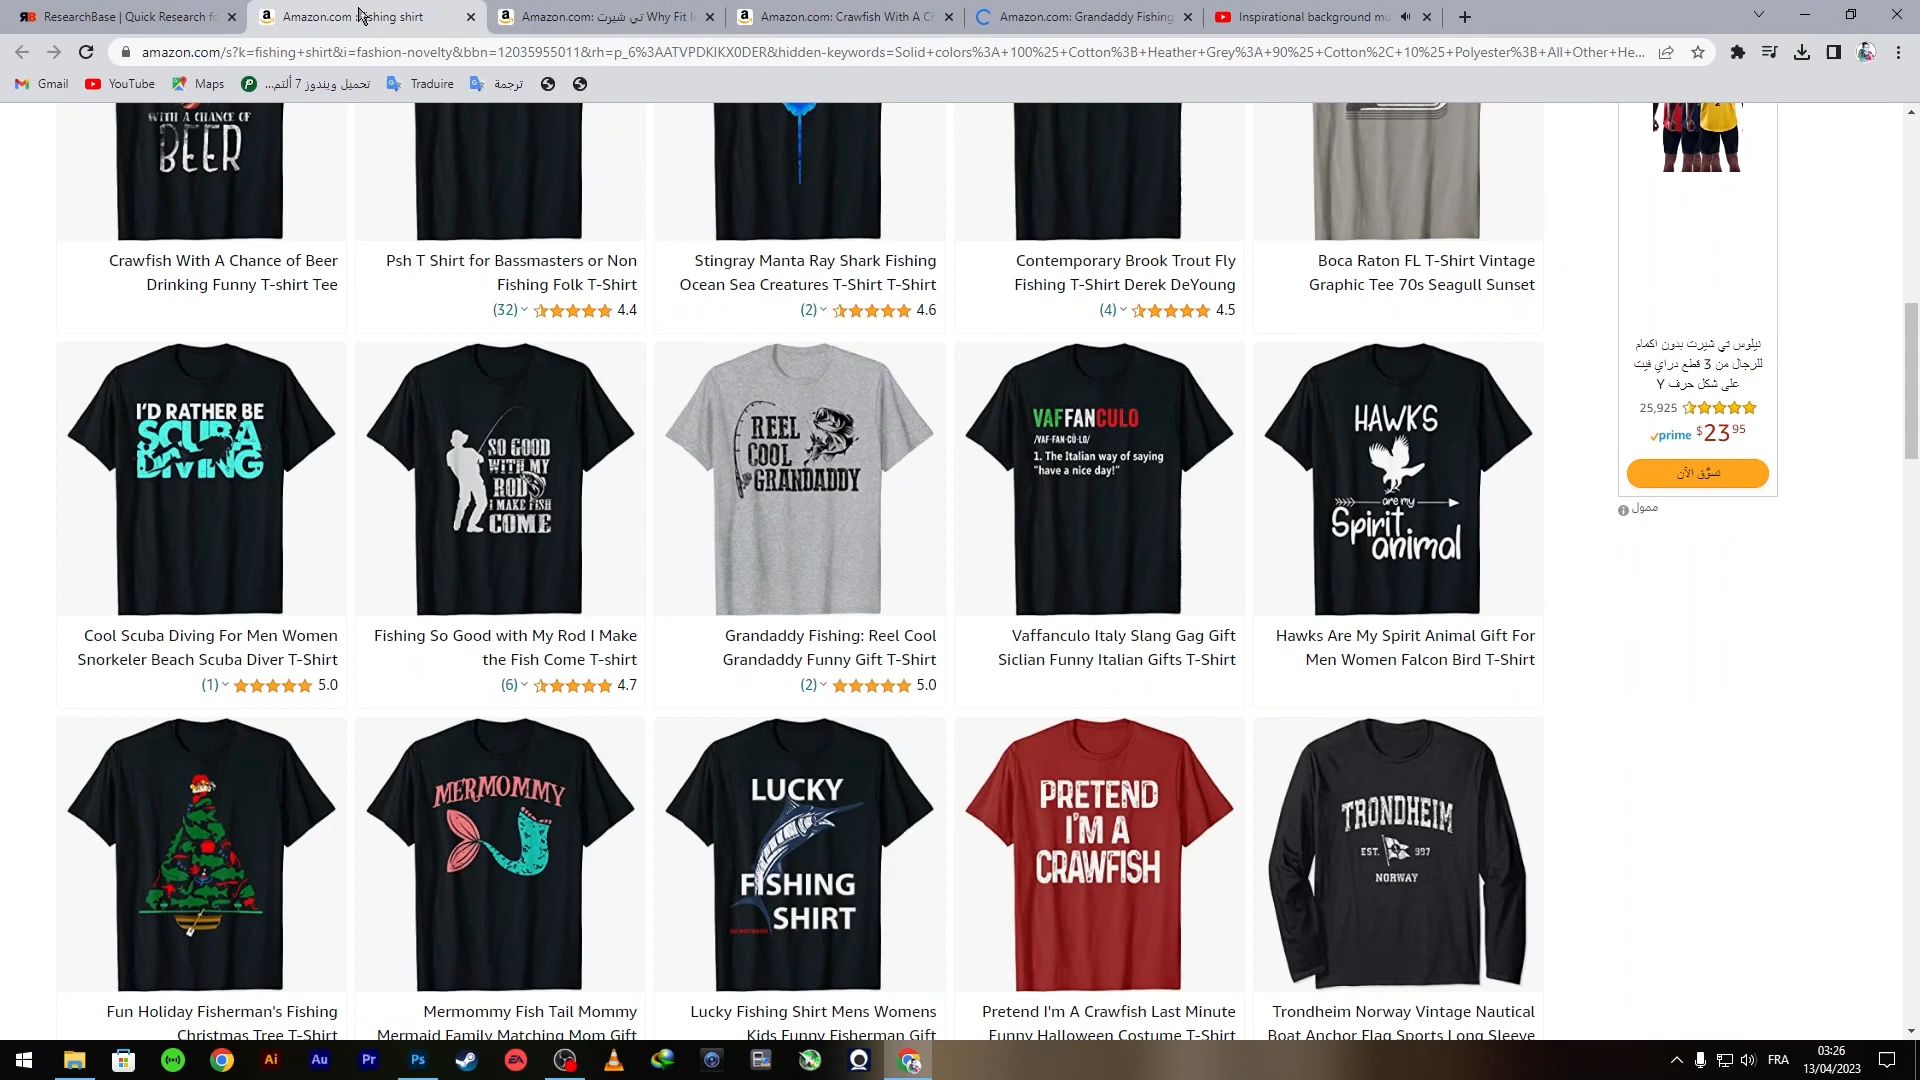 ResearchBase | Quick Research fo
Amazon.com : fishing shirt
Amazon.com: تي شيرت Why Fit I
Amazon.com: Crawfish With A C
Amazon.com: Grandaddy Fishing
Inspirational background mu
amazon.com/s?k=fishing+shirt&i=fashion-novelty&bbn=12035955011&rh=p_6%3AATVPDKIKX0DER&hidden-keywords=Solid+colors%3A+100%25+Cotton%3B+Heather+Grey%3A+90%25+Cotton%2C+10%25+Polyester%3B+All+Other+He...
Gmail
YouTube
Maps
تحميل ويندوز 7 ألتم...
Traduire
ترجمة
WITH A CHANCE OF
BEER
Crawfish With A Chance of Beer
Drinking Funny T-shirt Tee
Psh T Shirt for Bassmasters or Non
Fishing Folk T-Shirt
(32) 4.4
Stingray Manta Ray Shark Fishing
Ocean Sea Creatures T-Shirt T-Shirt
(2) 4.6
Contemporary Brook Trout Fly
Fishing T-Shirt Derek DeYoung
(4) 4.5
Boca Raton FL T-Shirt Vintage
Graphic Tee 70s Seagull Sunset
نيلوس تي شيرت بدون اكمام
للرجال من 3 قطع دراي فيت
على شكل حرف Y
25,925
prime $23.95
تسوَّق الآن
ممول
I'D RATHER BE
SCUBA
DIVING
SO GOOD
WITH MY
ROD
I MAKE FISH
COME
REEL
COOL
GRANDADDY
VAFFANCULO
/VAF·FAN·CÙ·LO/
1. The Italian way of saying
"have a nice day!"
HAWKS
are my
Spirit
animal
Cool Scuba Diving For Men Women
Snorkeler Beach Scuba Diver T-Shirt
(1) 5.0
Fishing So Good with My Rod I Make
the Fish Come T-shirt
(6) 4.7
Grandaddy Fishing: Reel Cool
Grandaddy Funny Gift T-Shirt
(2) 5.0
Vaffanculo Italy Slang Gag Gift
Siclian Funny Italian Gifts T-Shirt
Hawks Are My Spirit Animal Gift For
Men Women Falcon Bird T-Shirt
MERMOMMY
LUCKY
FISHING
SHIRT
DO NOT WASH
PRETEND
I'M A
CRAWFISH
TRONDHEIM
EST. 997
NORWAY
Fun Holiday Fisherman's Fishing
Christmas Tree T-Shirt
Mermommy Fish Tail Mommy
Mermaid Family Matching Mom Gift
Lucky Fishing Shirt Mens Womens
Kids Funny Fisherman Gift
Pretend I'm A Crawfish Last Minute
Funny Halloween Costume T-Shirt
Trondheim Norway Vintage Nautical
Boat Anchor Flag Sports Long Sleeve
Ai
Au
Pr
Ps
EA
FRA
03:26
13/04/2023